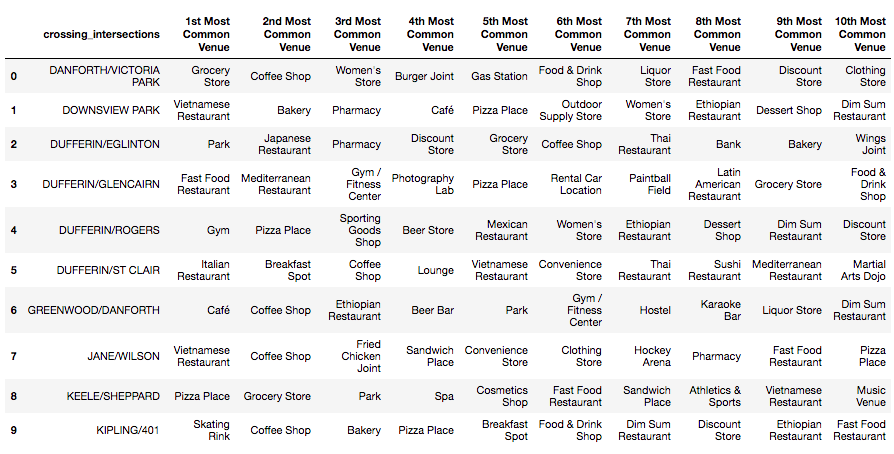 crossing_intersections 1st Most Common Venue 2nd Most Common Venue 3rd Most Common Venue 4th Most Common Venue 5th Most Common Venue 6th Most Common Venue 7th Most Common Venue 8th Most Common Venue 9th Most Common Venue 10th Most Common Venue
0 DANFORTH/VICTORIA PARK Grocery Store Coffee Shop Women's Store Burger Joint Gas Station Food & Drink Shop Liquor Store Fast Food Restaurant Discount Store Clothing Store
1 DOWNSVIEW PARK Vietnamese Restaurant Bakery Pharmacy Café Pizza Place Outdoor Supply Store Women's Store Ethiopian Restaurant Dessert Shop Dim Sum Restaurant
2 DUFFERIN/EGLINTON Park Japanese Restaurant Pharmacy Discount Store Grocery Store Coffee Shop Thai Restaurant Bank Bakery Wings Joint
3 DUFFERIN/GLENCAIRN Fast Food Restaurant Mediterranean Restaurant Gym / Fitness Center Photography Lab Pizza Place Rental Car Location Paintball Field Latin American Restaurant Grocery Store Food & Drink Shop
4 DUFFERIN/ROGERS Gym Pizza Place Sporting Goods Shop Beer Store Mexican Restaurant Women's Store Ethiopian Restaurant Dessert Shop Dim Sum Restaurant Discount Store
5 DUFFERIN/ST CLAIR Italian Restaurant Breakfast Spot Coffee Shop Lounge Vietnamese Restaurant Convenience Store Thai Restaurant Sushi Restaurant Mediterranean Restaurant Martial Arts Dojo
6 GREENWOOD/DANFORTH Café Coffee Shop Ethiopian Restaurant Beer Bar Park Gym / Fitness Center Hostel Karaoke Bar Liquor Store Dim Sum Restaurant
7 JANE/WILSON Vietnamese Restaurant Coffee Shop Fried Chicken Joint Sandwich Place Convenience Store Clothing Store Hockey Arena Pharmacy Fast Food Restaurant Pizza Place
8 KEELE/SHEPPARD Pizza Place Grocery Store Park Spa Cosmetics Shop Fast Food Restaurant Sandwich Place Athletics & Sports Vietnamese Restaurant Music Venue
9 KIPLING/401 Skating Rink Coffee Shop Bakery Pizza Place Breakfast Spot Food & Drink Shop Dim Sum Restaurant Discount Store Ethiopian Restaurant Fast Food Restaurant